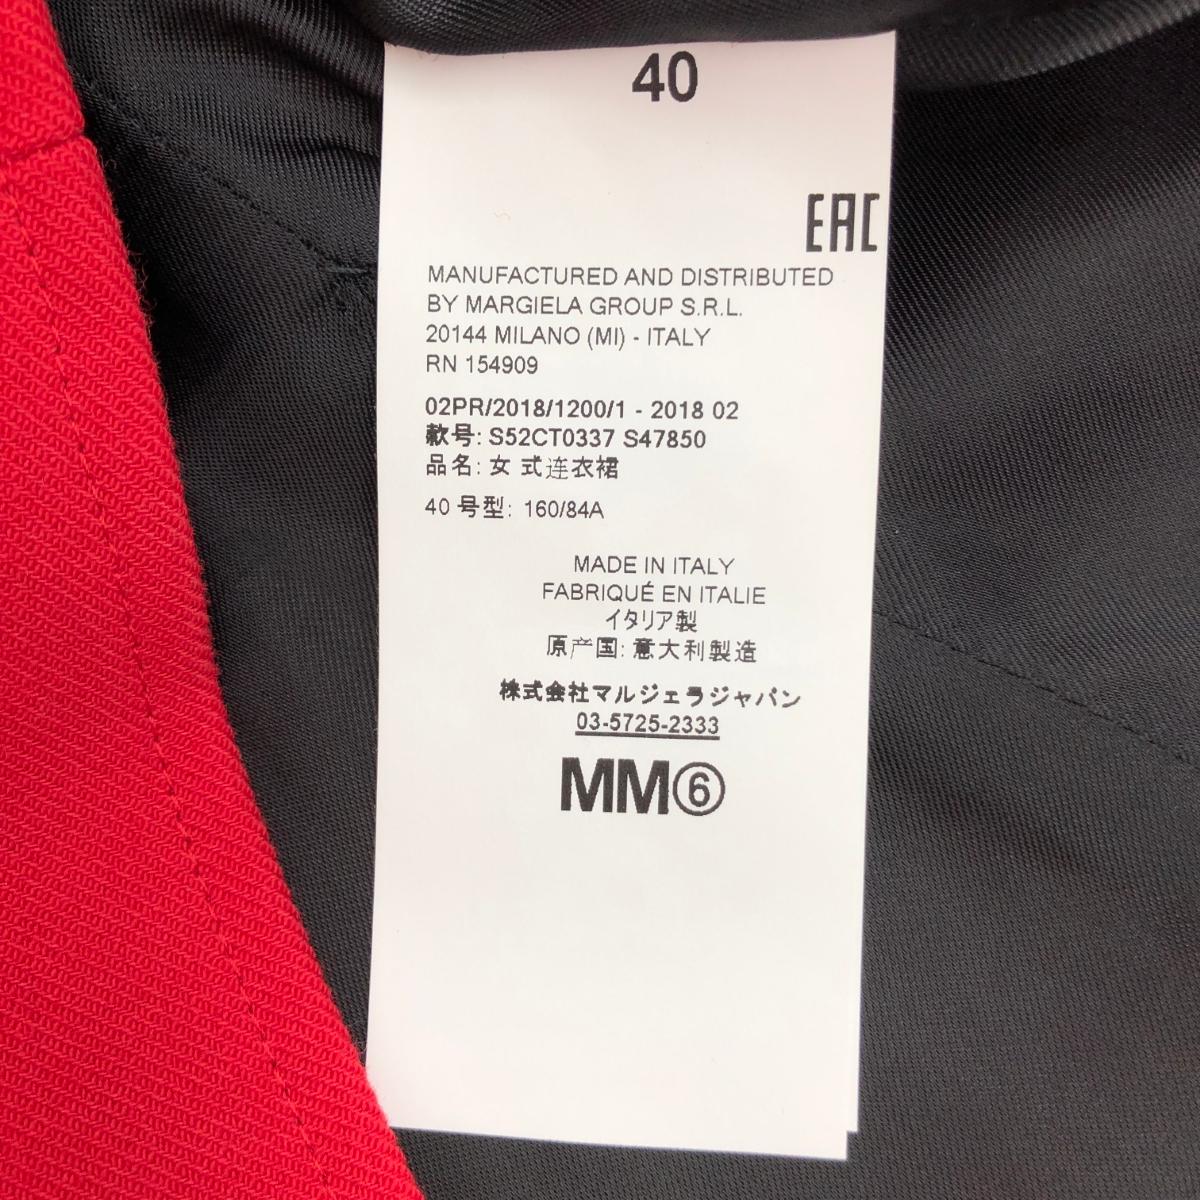 40
EAC
MANUFACTURED AND DISTRIBUTED
BY MARGIELA GROUP S.R.L.
20144 MILANO (MI) - ITALY
RN 154909
02PR/2018/1200/1 - 2018 02
款号: S52CT0337 S47850
品名: 女 式连衣裙
40 号型: 160/84A
MADE IN ITALY
FABRIQUÉ EN ITALIE
イタリア製
原产国: 意大利製造
株式会社マルジェラジャパン
03-5725-2333
MM⑥